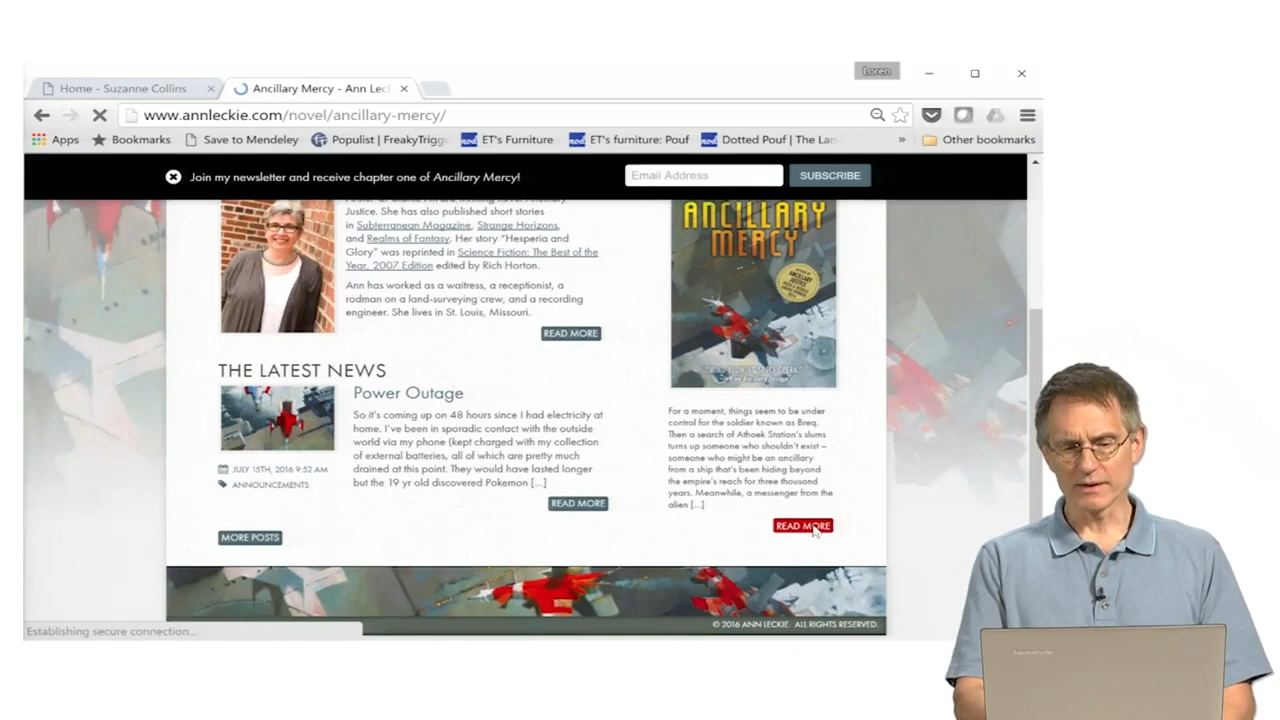 Loren
Home - Suzanne Collins
Ancillary Mercy - Ann Lec
www.annleckie.com/novel/ancillary-mercy/
Apps Bookmarks Save to Mendeley Populist | FreakyTrigg ET's Furniture ET's furniture: Pouf Dotted Pouf | The Lan » Other bookmarks
Join my newsletter and receive chapter one of Ancillary Mercy!
Email Address
SUBSCRIBE
Justice. She has also published short stories
in Subterranean Magazine, Strange Horizons,
and Realms of Fantasy. Her story "Hesperia and
Glory" was reprinted in Science Fiction: The Best of the
Year, 2007 Edition edited by Rich Horton.
Ann has worked as a waitress, a receptionist, a
rodman on a land-surveying crew, and a recording
engineer. She lives in St. Louis, Missouri.
READ MORE
THE LATEST NEWS
Power Outage
So it's coming up on 48 hours since I had electricity at
home. I've been in sporadic contact with the outside
world via my phone (kept charged with my collection
of external batteries, all of which are pretty much
drained at this point. They would have lasted longer
but the 19 yr old discovered Pokemon [...]
JULY 15TH, 2016 9:52 AM
ANNOUNCEMENTS
READ MORE
MORE POSTS
ANCILLARY
MERCY
"MIND-BLOWING SPACE OPERA."
For a moment, things seem to be under
control for the soldier known as Breq.
Then a search of Athoek Station's slums
turns up someone who shouldn't exist –
someone who might be an ancillary
from a ship that's been hiding beyond
the empire's reach for three thousand
years. Meanwhile, a messenger from the
alien [...]
READ MORE
© 2016 ANN LECKIE. ALL RIGHTS RESERVED.
Establishing secure connection...